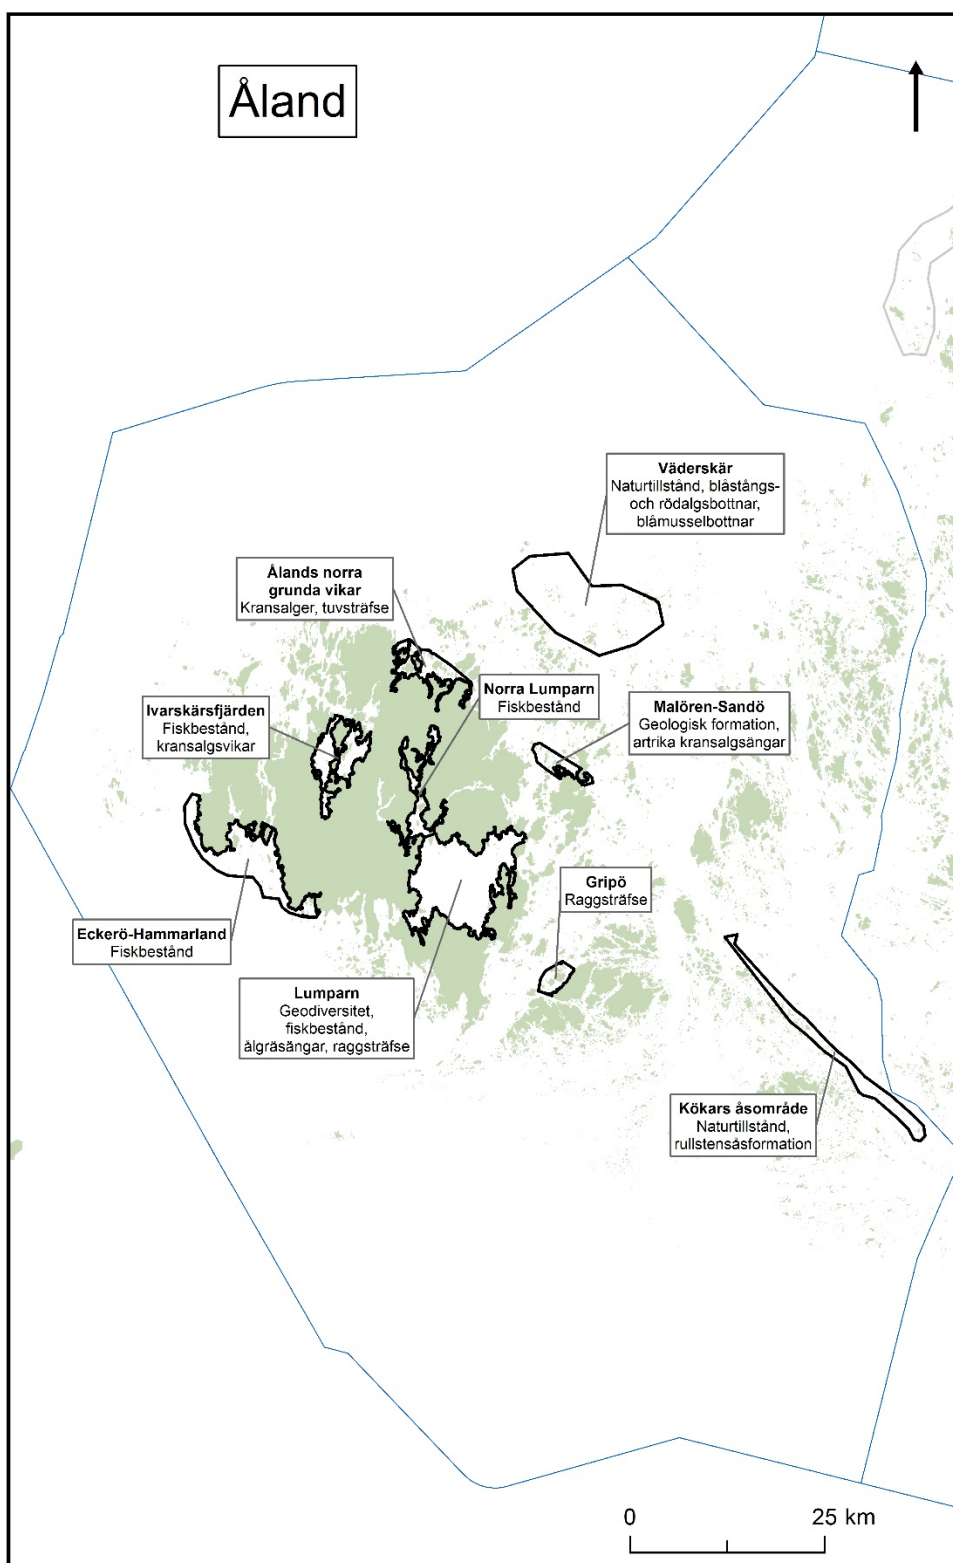 Åland
Väderskär
Naturtillstånd, blåstångs-
och rödalgsbottnar,
blåmusselbottnar
Ålands norra
grunda vikar
Kransalger, tuvsträfse
Norra Lumparn
Fiskbestånd
Malören-Sandö
Geologisk formation,
artrika kransalgsängar
Ivarskärsfjärden
Fiskbestånd,
kransalgsvikar
Gripö
Raggsträfse
Eckerö-Hammarland
Fiskbestånd
Lumparn
Geodiversitet,
fiskbestånd,
ålgräsängar, raggsträfse
Kökars åsområde
Naturtillstånd,
rullstensåsformation
0 25 km